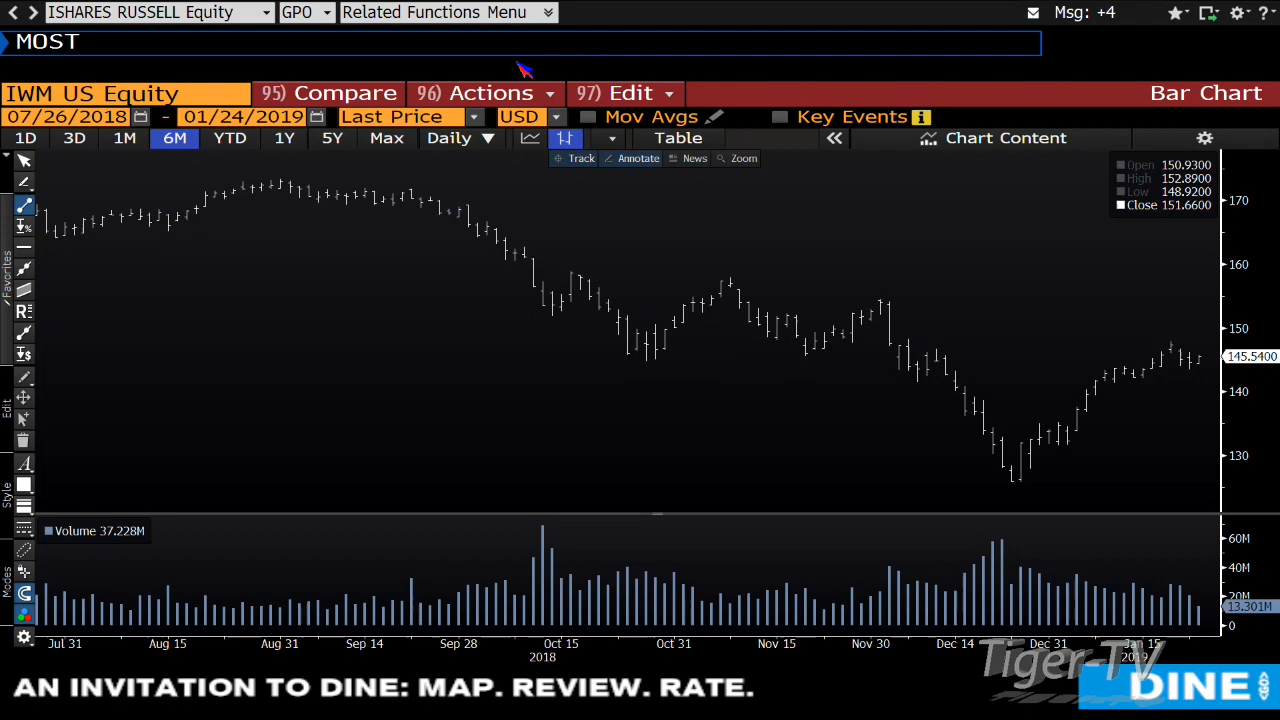 ISHARES RUSSELL Equity GPO Related Functions Menu Msg: +4 ?
MOST
IWM US Equity 95) Compare 96) Actions 97) Edit Bar Chart
07/26/2018 - 01/24/2019 Last Price USD Mov Avgs Key Events
1D 3D 1M 6M YTD 1Y 5Y Max Daily Table Chart Content
Track Annotate News Zoom
Open 150.9300
High 152.8900
Low 148.9200
Close 151.6600
170
160
150
145.5400
140
130
Favorites
Edit
Style
Modes
Volume 37.228M
60M
40M
20M
13.301M
0
Jul 31 Aug 15 Aug 31 Sep 14 Sep 28 Oct 15 Oct 31 Nov 15 Nov 30 Dec 14 Dec 31 Jan 15
2018 2019
Tiger-TV
AN INVITATION TO DINE: MAP. REVIEW. RATE. DINE